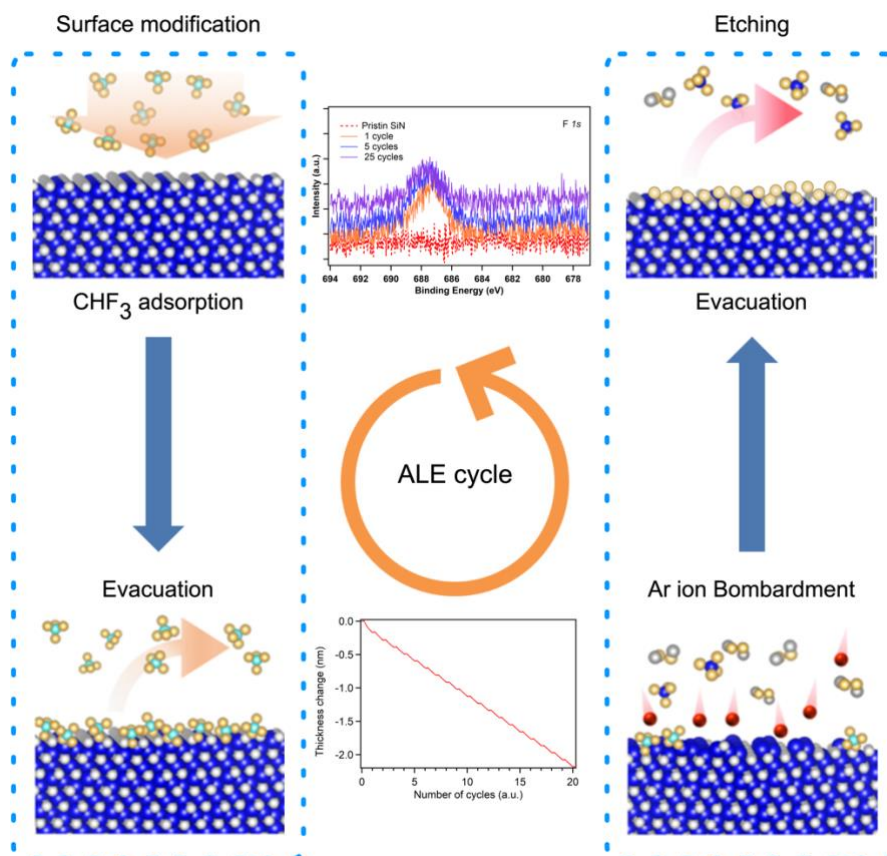 Surface modification
Etching
Pristin SiN
1 cycle
5 cycles
25 cycles
F 1s
Intensity (a.u.)
694 692 690 688 686 684 682 680 678
Binding Energy (eV)
CHF3 adsorption
Evacuation
ALE cycle
Evacuation
Ar ion Bombardment
0.0
-0.5
-1.0
-1.5
-2.0
Thickness change (nm)
0 5 10 15 20
Number of cycles (a.u.)